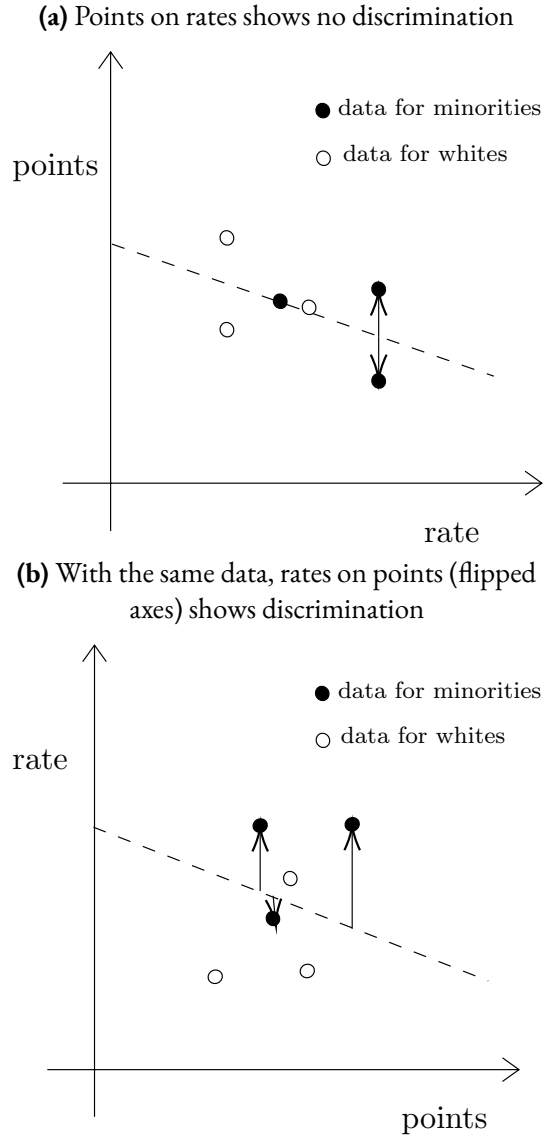 (a) Points on rates shows no discrimination
data for minorities
data for whites
points
rate
(b) With the same data, rates on points (flipped
axes) shows discrimination
data for minorities
data for whites
rate
points